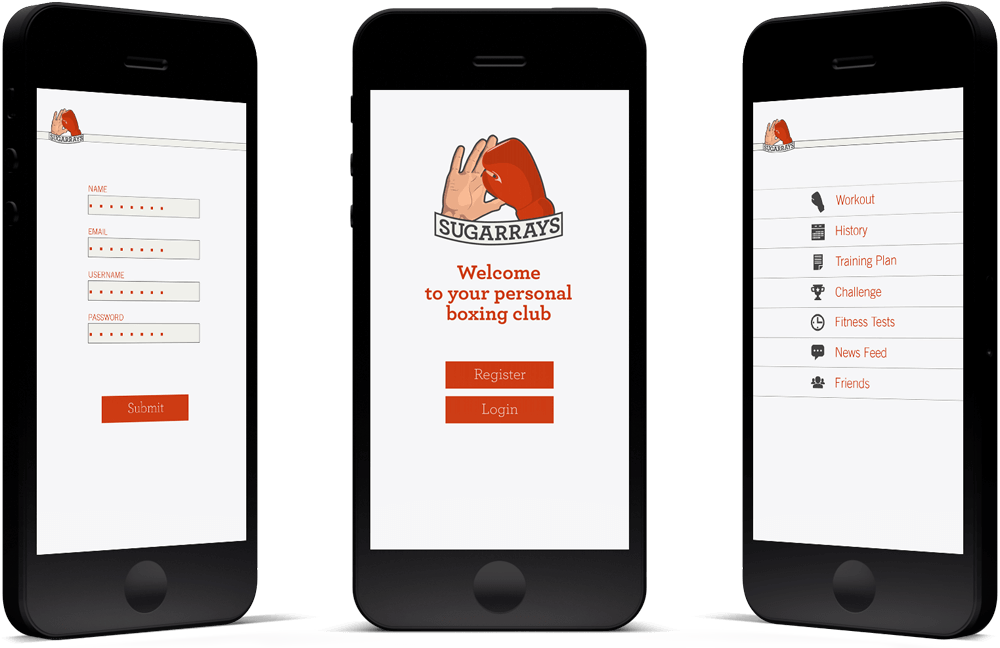 SUGARRAYS
NAME
EMAIL
USERNAME
PASSWORD
Submit
SUGARRAYS
Welcome
to your personal
boxing club
Register
Login
SUGARRAYS
Workout
History
Training Plan
Challenge
Fitness Tests
News Feed
Friends